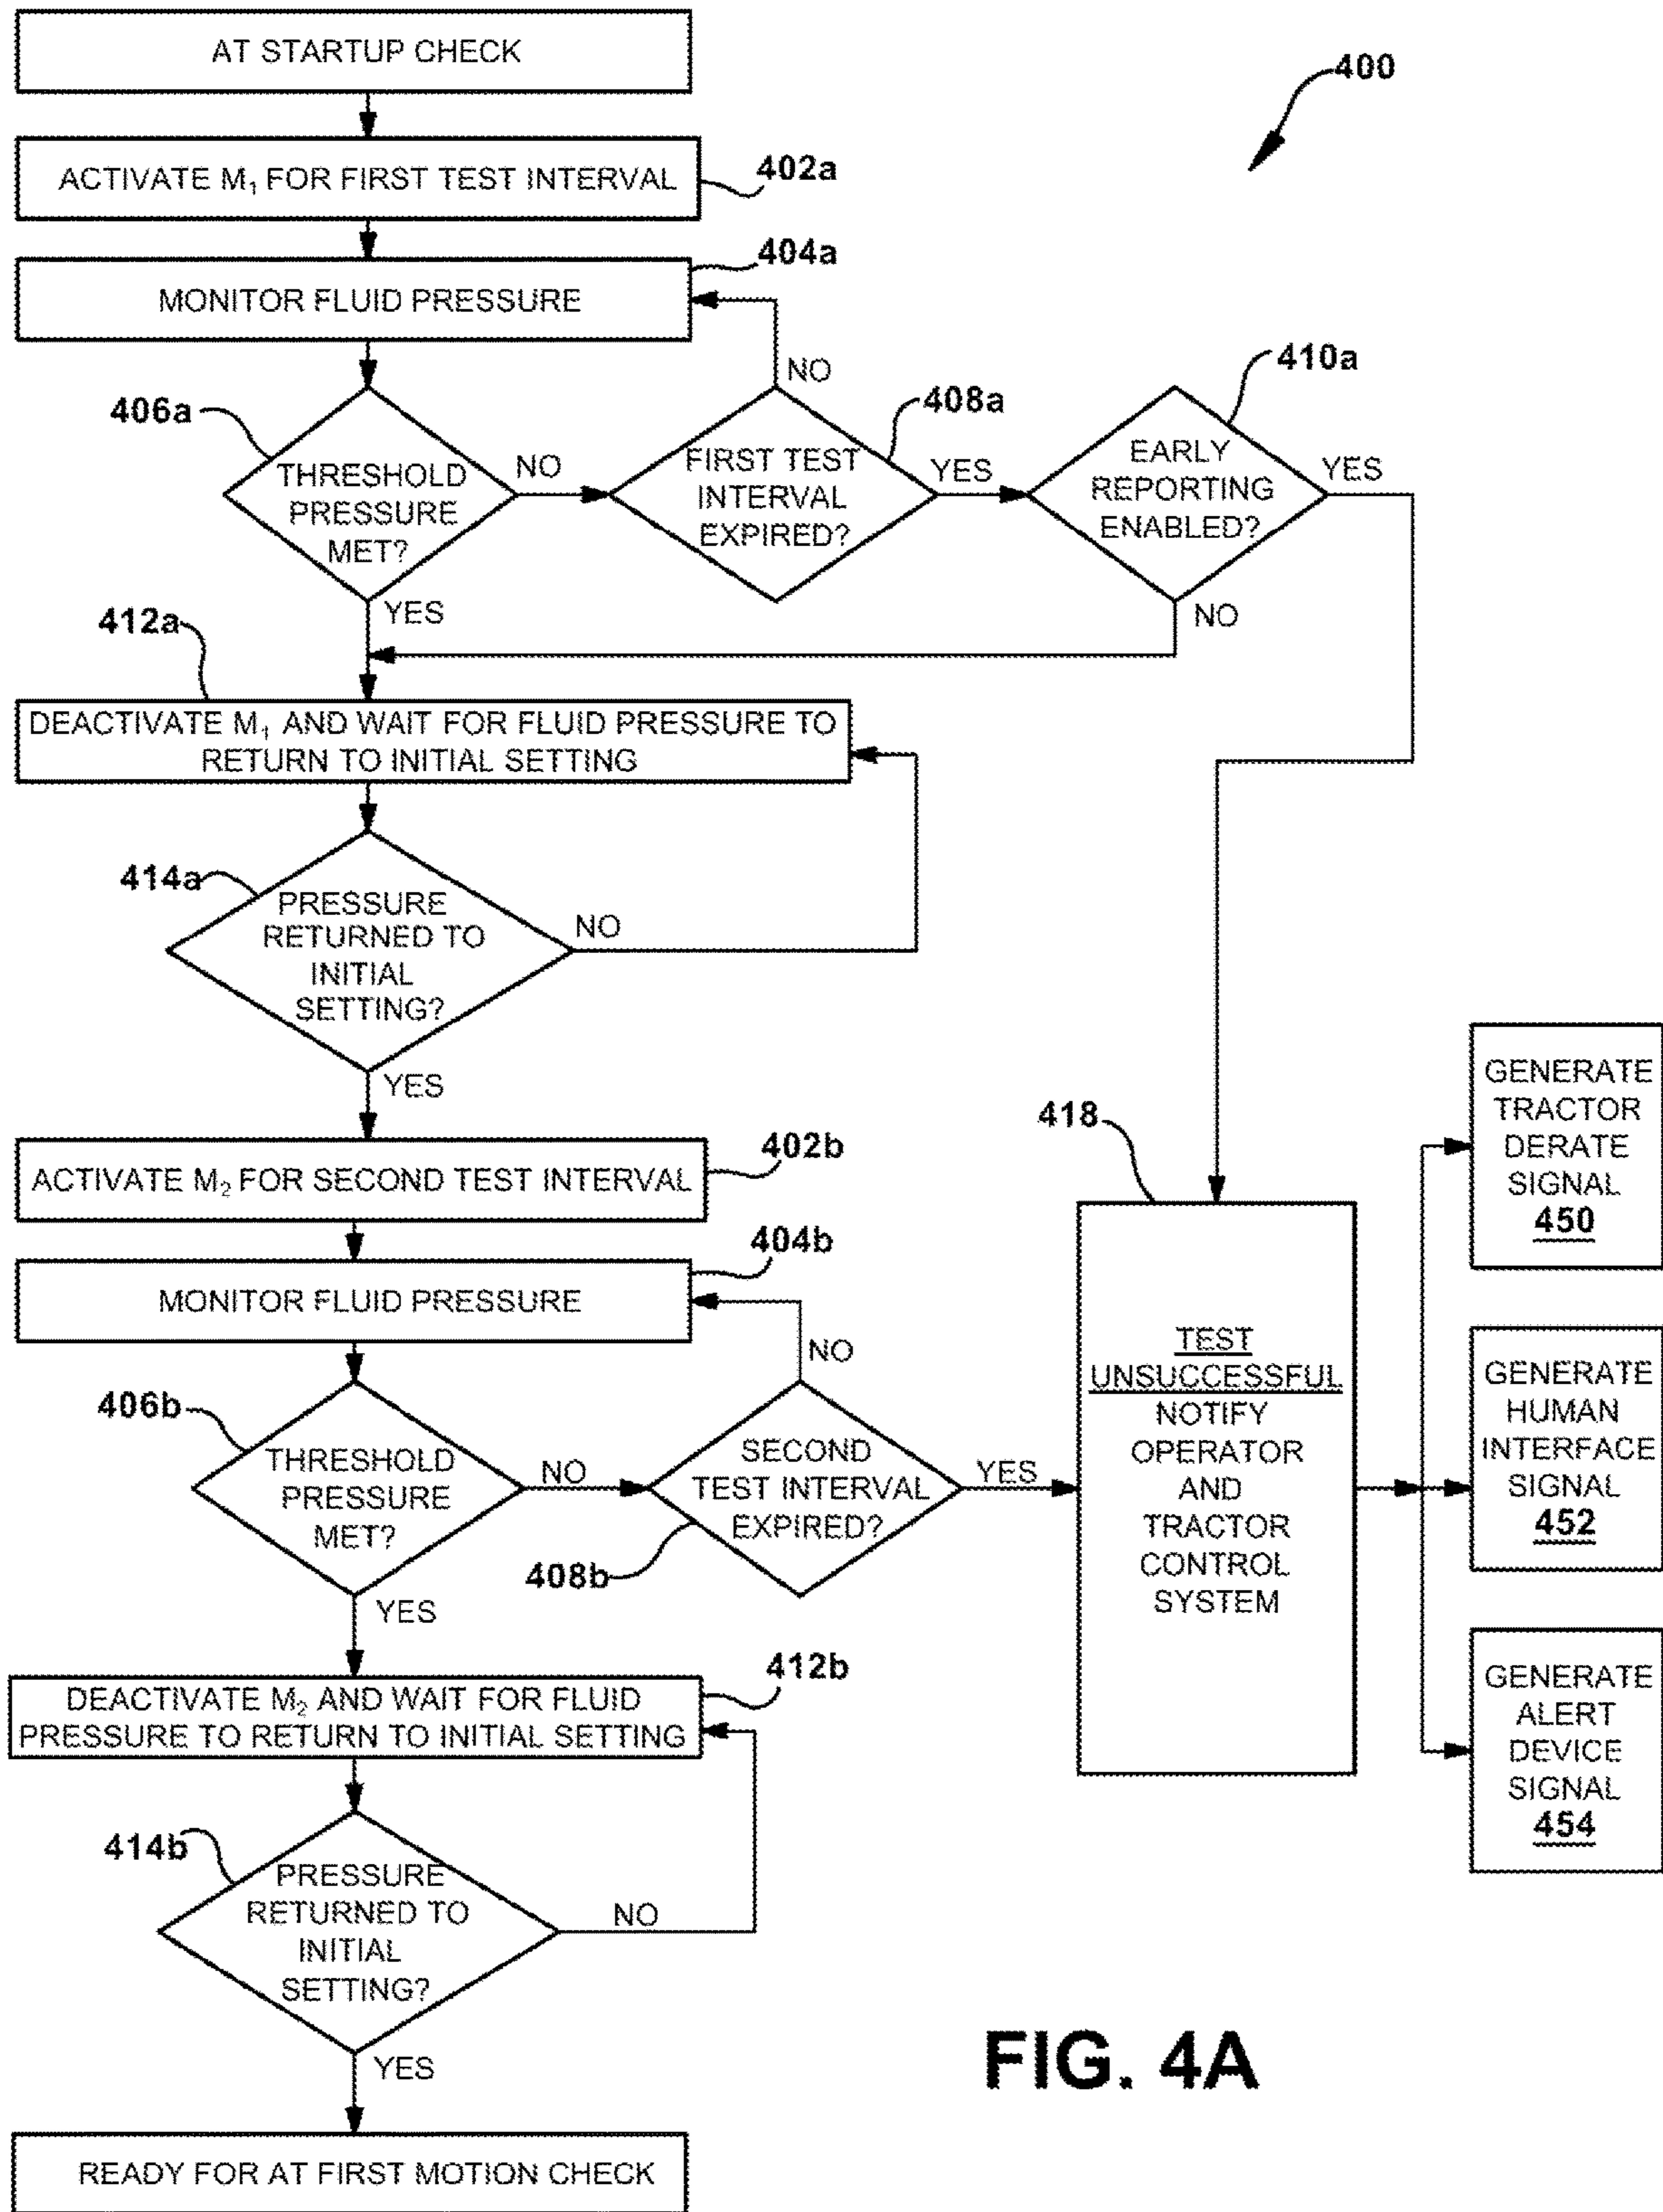 AT STARTUP CHECK
400
ACTIVATE M₁ FOR FIRST TEST INTERVAL
402a
404a
MONITOR FLUID PRESSURE
NO
410a
406a
408a
THRESHOLD
PRESSURE
MET?
NO
FIRST TEST
INTERVAL
EXPIRED?
YES
EARLY
REPORTING
ENABLED?
YES
YES
NO
412a
DEACTIVATE M₁ AND WAIT FOR FLUID PRESSURE TO
RETURN TO INITIAL SETTING
414a
PRESSURE
RETURNED TO
INITIAL
SETTING?
NO
YES
402b
ACTIVATE M₂ FOR SECOND TEST INTERVAL
404b
MONITOR FLUID PRESSURE
NO
406b
THRESHOLD
PRESSURE
MET?
NO
SECOND
TEST INTERVAL
EXPIRED?
408b
YES
418
TEST
UNSUCCESSFUL
NOTIFY
OPERATOR
AND
TRACTOR
CONTROL
SYSTEM
GENERATE
TRACTOR
DERATE
SIGNAL
450
GENERATE
HUMAN
INTERFACE
SIGNAL
452
GENERATE
ALERT
DEVICE
SIGNAL
454
YES
412b
DEACTIVATE M₂ AND WAIT FOR FLUID
PRESSURE TO RETURN TO INITIAL SETTING
414b
PRESSURE
RETURNED TO
INITIAL
SETTING?
NO
YES
READY FOR AT FIRST MOTION CHECK
FIG. 4A